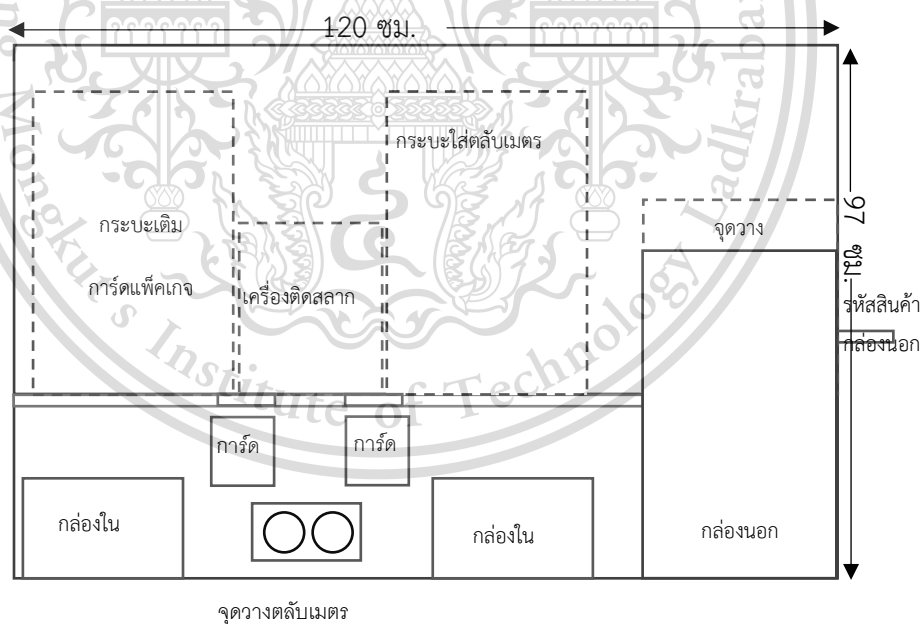 120 ซม.
กระบะใส่ตลับเมตร
กระบะเติม
การ์ดแพ็คเกจ
เครื่องติดสลาก
จุดวาง
97 ซม.
รหัสสินค้า
กล่องนอก
การ์ด
การ์ด
กล่องใน
กล่องใน
กล่องนอก
จุดวางตลับเมตร
Mongkut's Institute of Technology Ladkraba